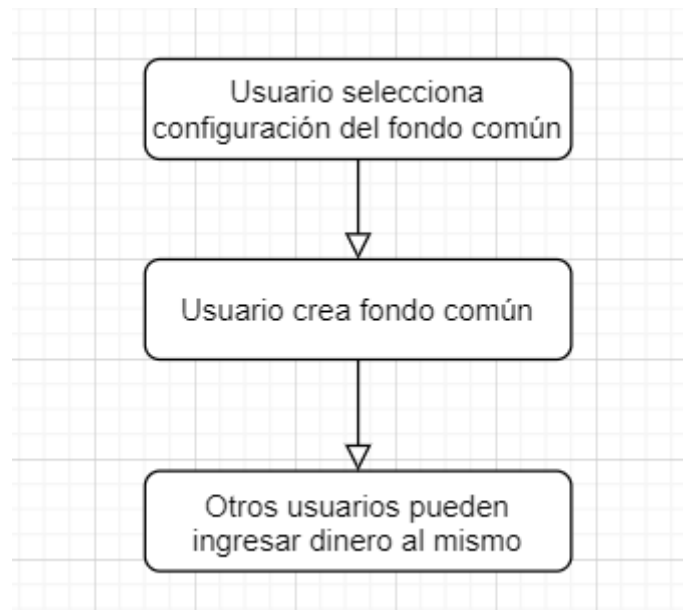 Usuario selecciona
configuración del fondo común
Usuario crea fondo común
Otros usuarios pueden
ingresar dinero al mismo